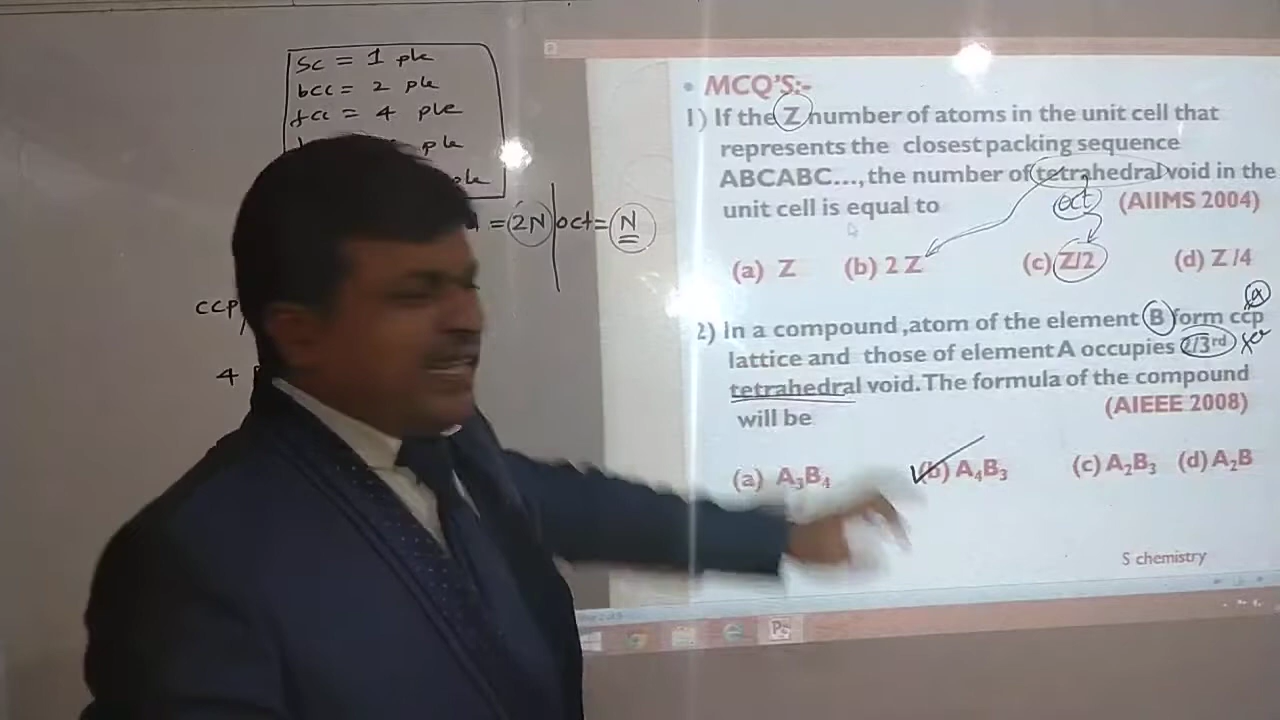 Sc = 1 ple
bcc = 2 ple
fcc = 4 ple
ple
= 2N oct = N
ccp
4
• MCQ'S:-
1) If the Z number of atoms in the unit cell that
represents the closest packing sequence
ABCABC..., the number of tetrahedral void in the
oct
unit cell is equal to (AIIMS 2004)
(a) Z (b) 2 Z (c) Z/2 (d) Z /4
2) In a compound ,atom of the element B form ccp
lattice and those of element A occupies 2/3rd
tetrahedral void. The formula of the compound
will be (AIEEE 2008)
(a) A3B4 (b) A4B3 (c) A2B3 (d) A2B
S chemistry